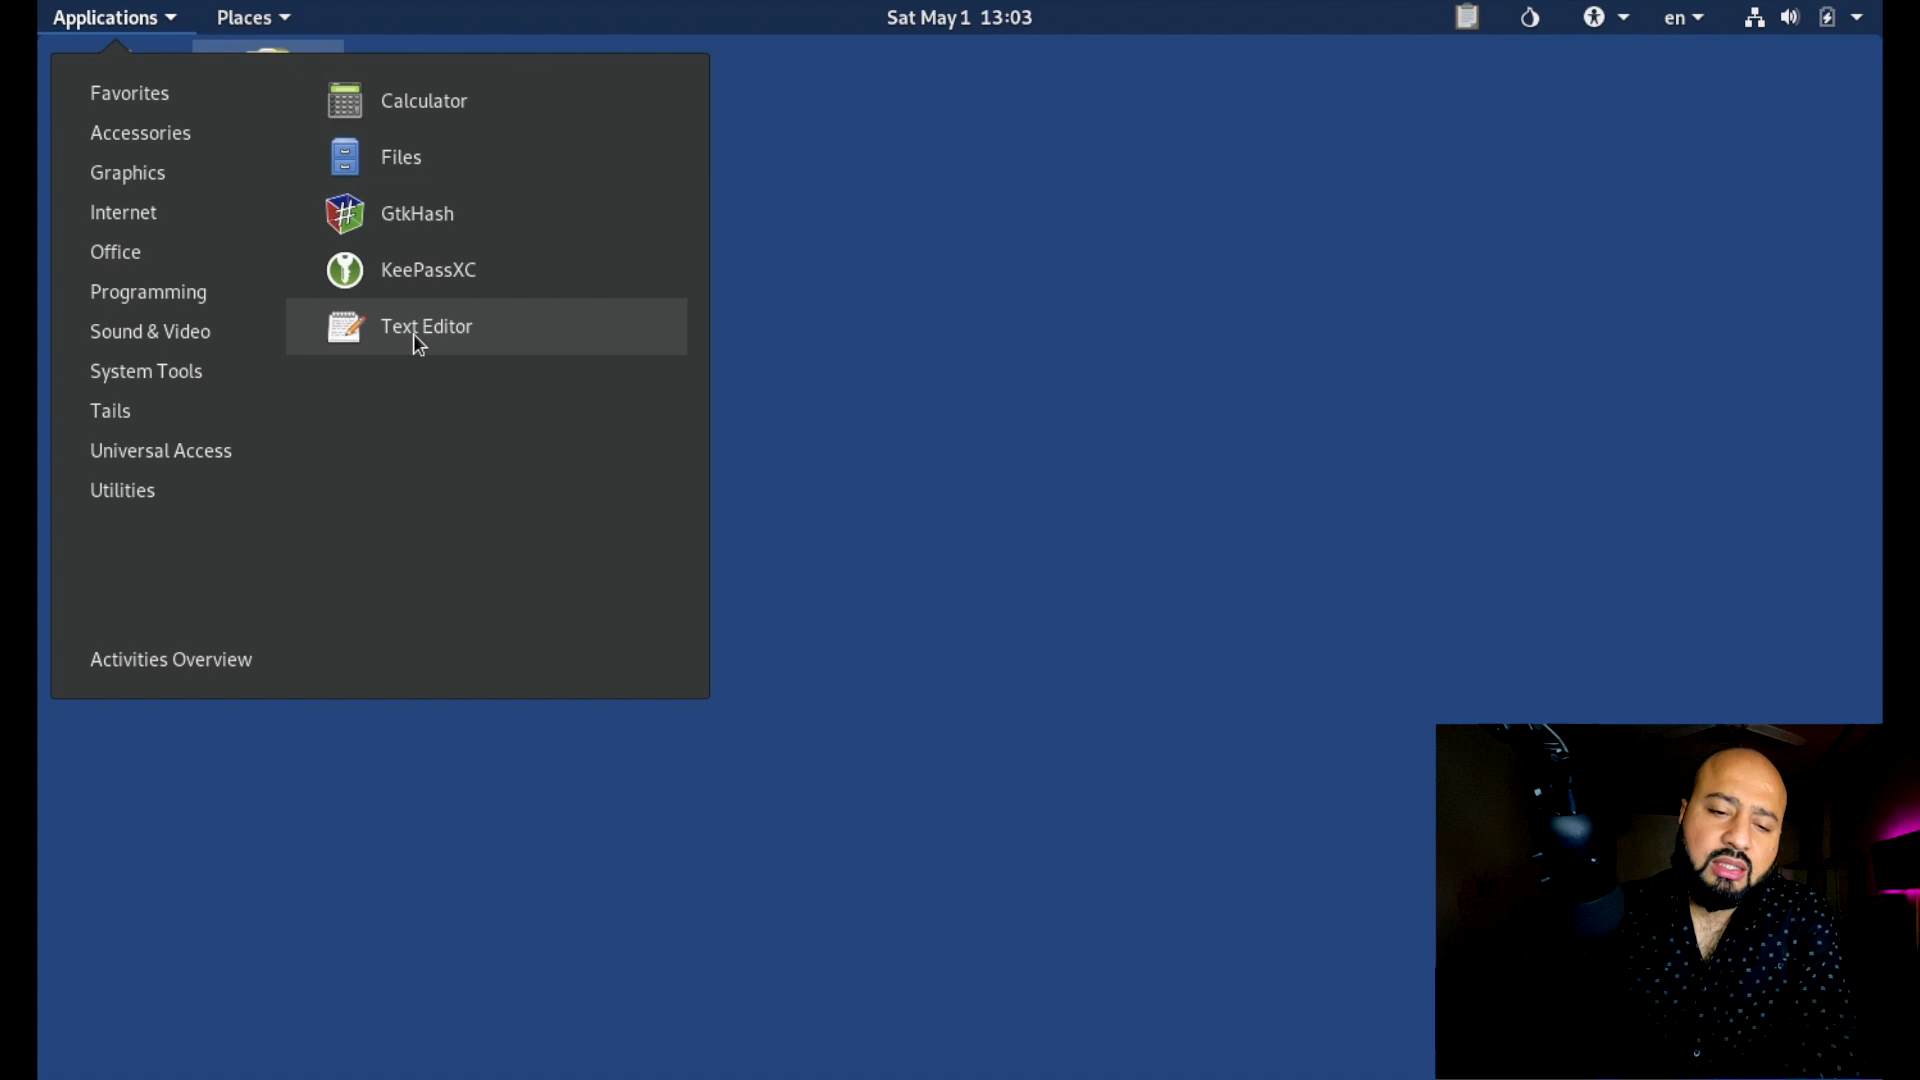 Applications Places Sat May 1 13:03 en
Favorites
Accessories
Graphics
Internet
Office
Programming
Sound & Video
System Tools
Tails
Universal Access
Utilities
Activities Overview
Calculator
Files
GtkHash
KeePassXC
Text Editor